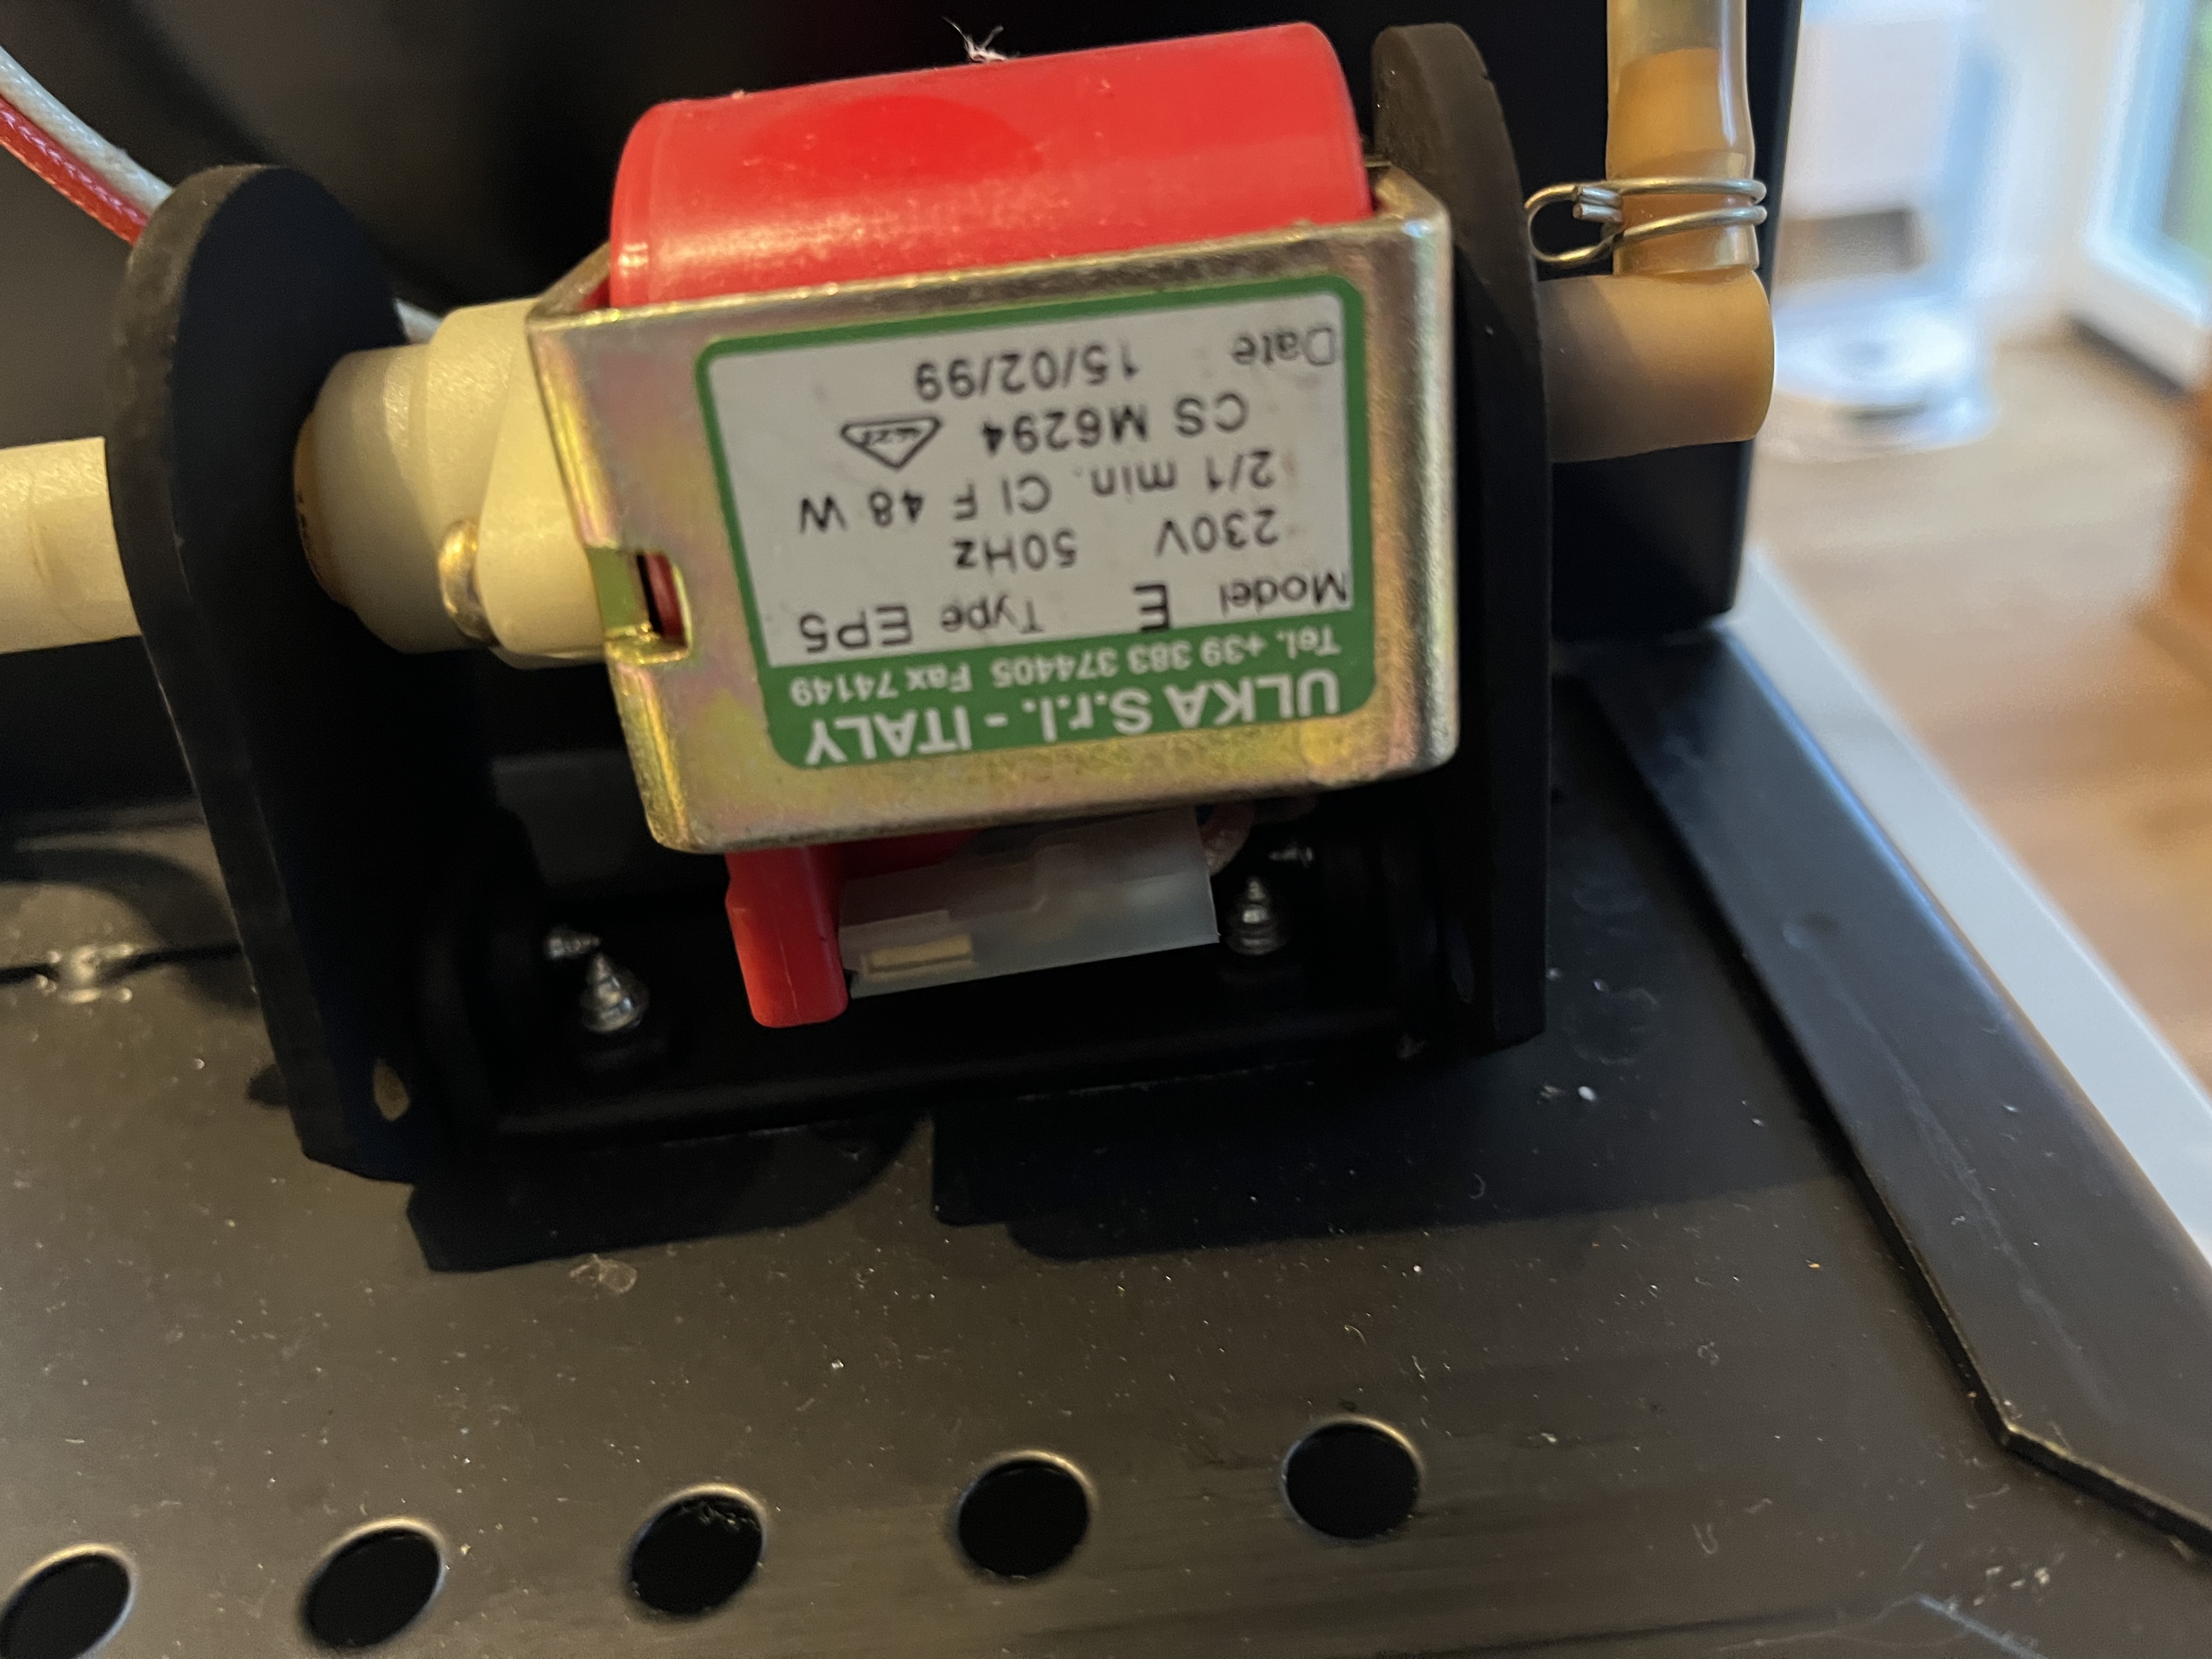 ULKA S.r.l. - ITALY
Tel. +39 383 374405 Fax 74149
Model E Type EP5
230V 50Hz
2/1 min. Cl F 48 W
CS M6294
Date 15/02/99